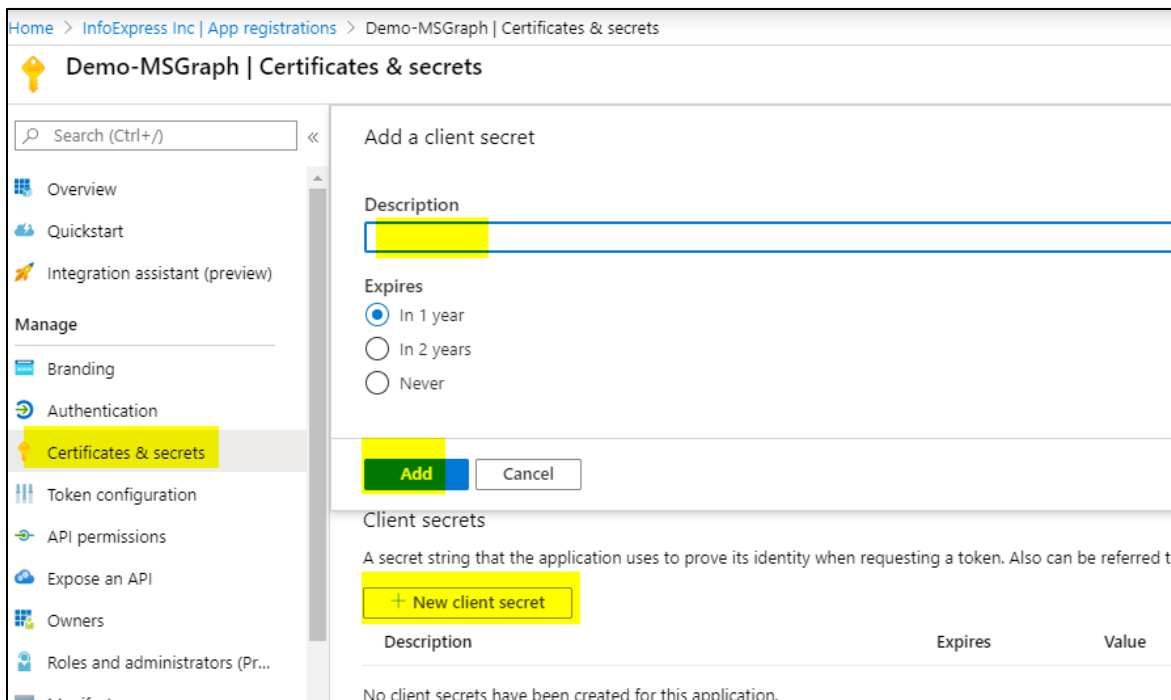 Home > InfoExpress Inc | App registrations > Demo-MSGraph | Certificates & secrets
Demo-MSGraph | Certificates & secrets
Search (Ctrl+/)
«
Overview
Quickstart
Integration assistant (preview)
Manage
Branding
Authentication
Certificates & secrets
Token configuration
API permissions
Expose an API
Owners
Roles and administrators (Pr...
Add a client secret
Description
Expires
In 1 year
In 2 years
Never
Add Cancel
Client secrets
A secret string that the application uses to prove its identity when requesting a token. Also can be referred t
+ New client secret
Description Expires Value
No client secrets have been created for this application.